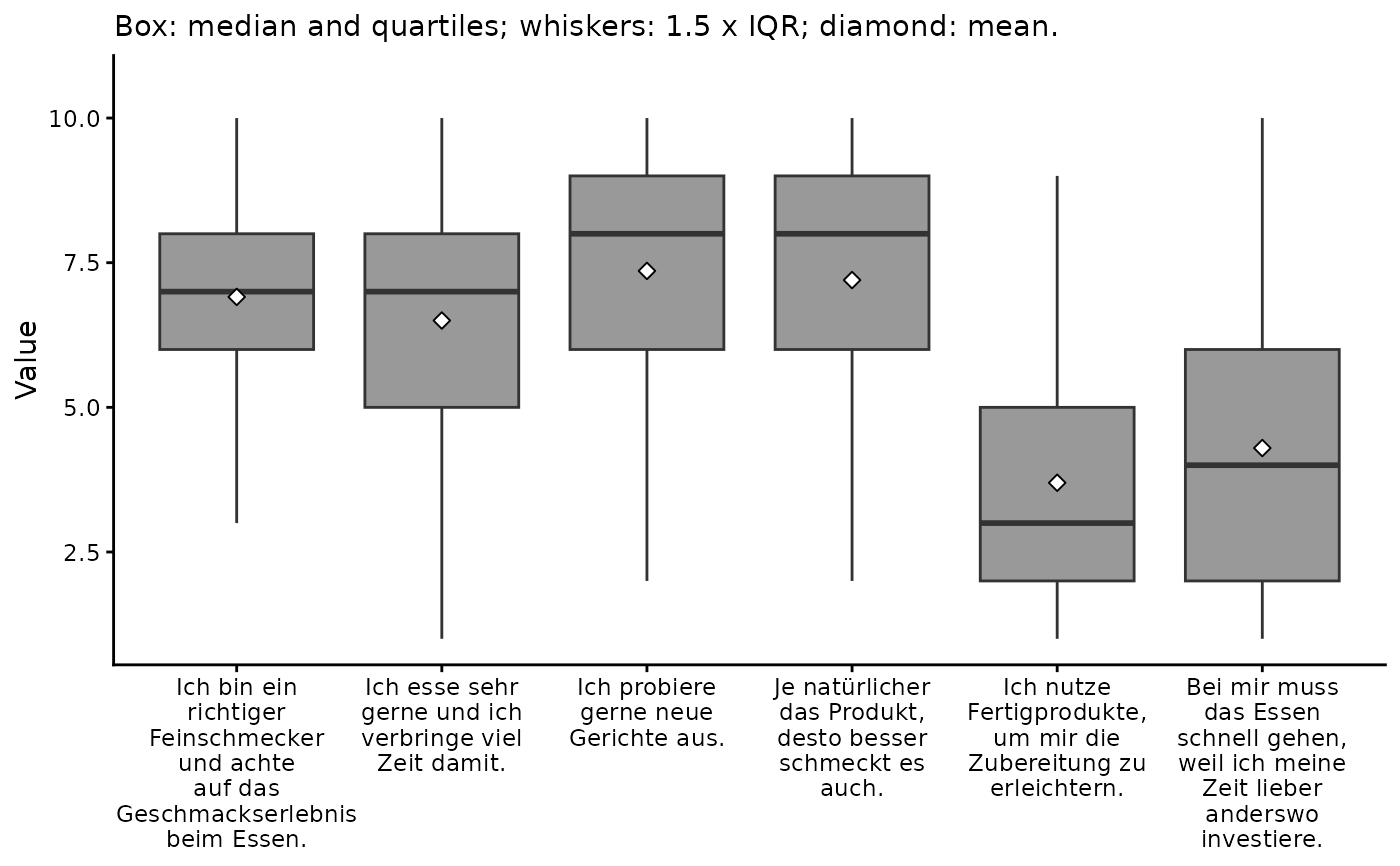 Box: median and quartiles; whiskers: 1.5 x IQR; diamond: mean.
Value
10.0
7.5
5.0
2.5
Ich bin ein
richtiger
Feinschmecker
und achte
auf das
Geschmackserlebnis
beim Essen.
Ich esse sehr
gerne und ich
verbringe viel
Zeit damit.
Ich probiere
gerne neue
Gerichte aus.
Je natürlicher
das Produkt,
desto besser
schmeckt es
auch.
Ich nutze
Fertigprodukte,
um mir die
Zubereitung zu
erleichtern.
Bei mir muss
das Essen
schnell gehen,
weil ich meine
Zeit lieber
anderswo
investiere.